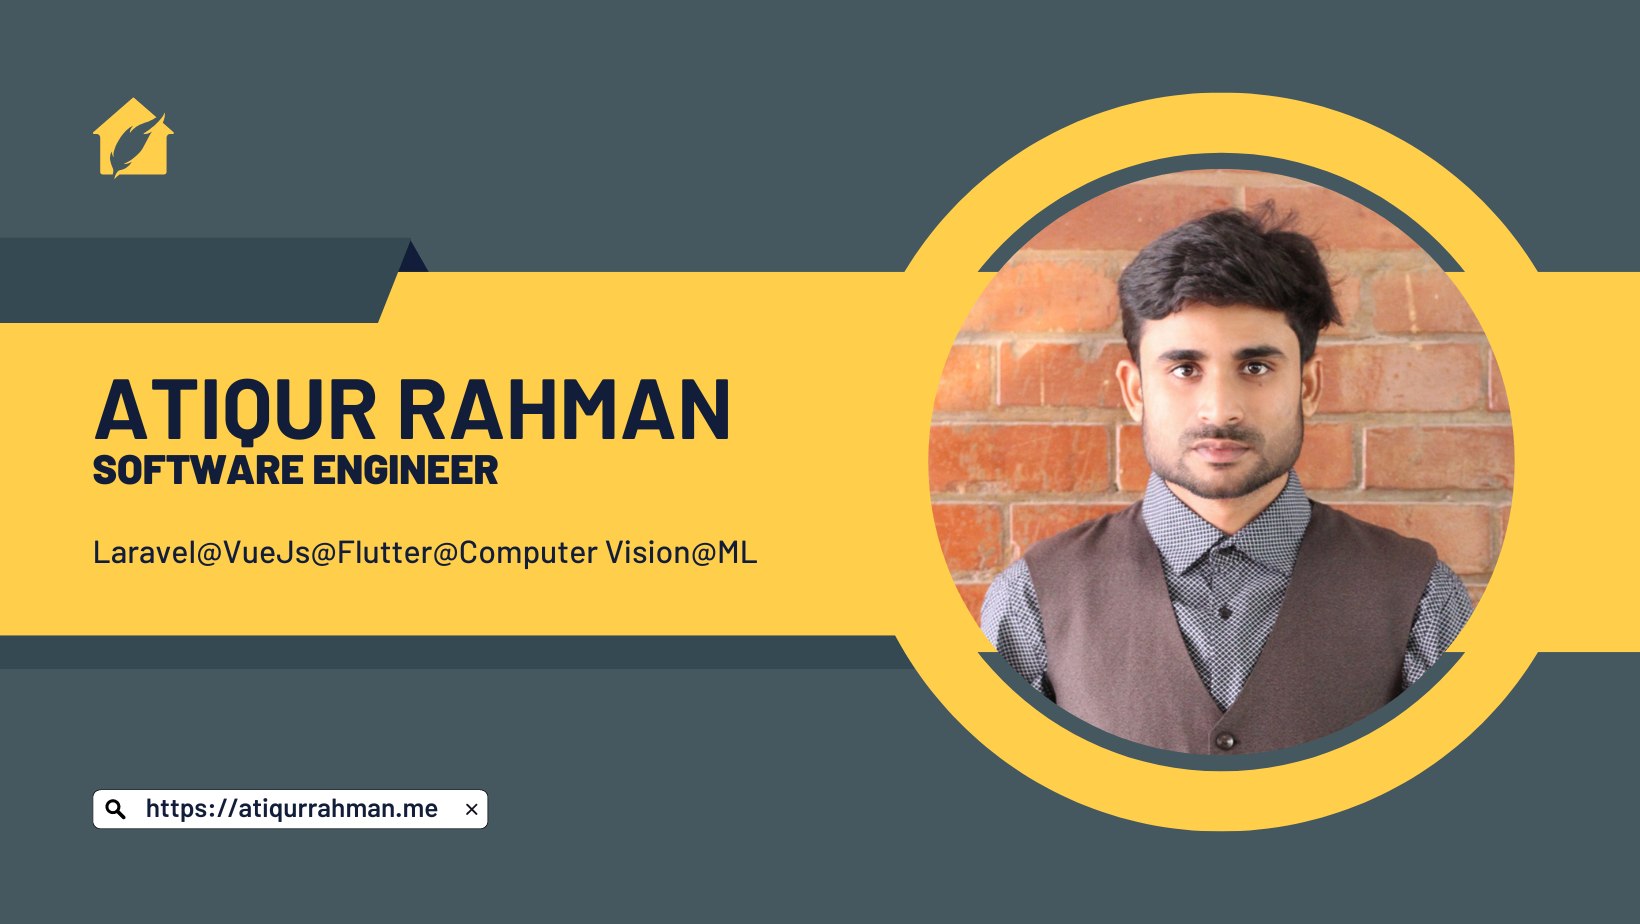 ATIQUR RAHMAN
SOFTWARE ENGINEER
Laravel@VueJs@Flutter@Computer Vision@ML
https://atiqurrahman.me